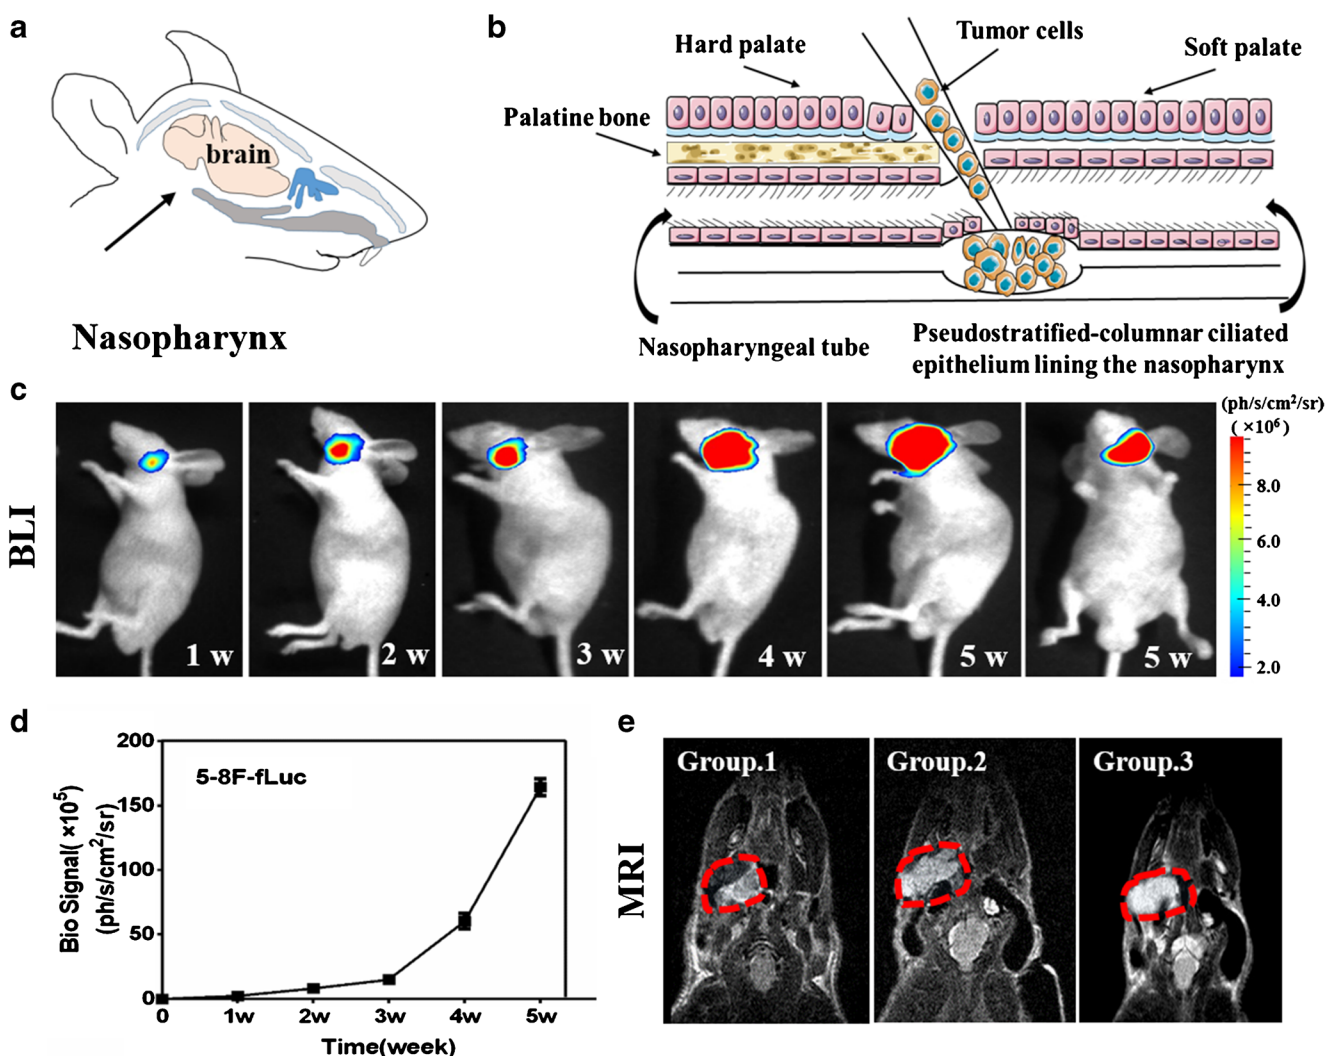 a
brain
Nasopharynx
b
Hard palate
Tumor cells
Soft palate
Palatine bone
Nasopharyngeal tube
Pseudostratified-columnar ciliated
epithelium lining the nasopharynx
c
BLI
1 w
2 w
3 w
4 w
5 w
5 w
(ph/s/cm²/sr)
(×10⁶)
8.0
6.0
4.0
2.0
d
5-8F-fLuc
Bio Signal( ×10⁵)
(ph/s/cm²/sr)
200
150
100
50
0
0 1w 2w 3w 4w 5w
Time(week)
e
MRI
Group.1
Group.2
Group.3